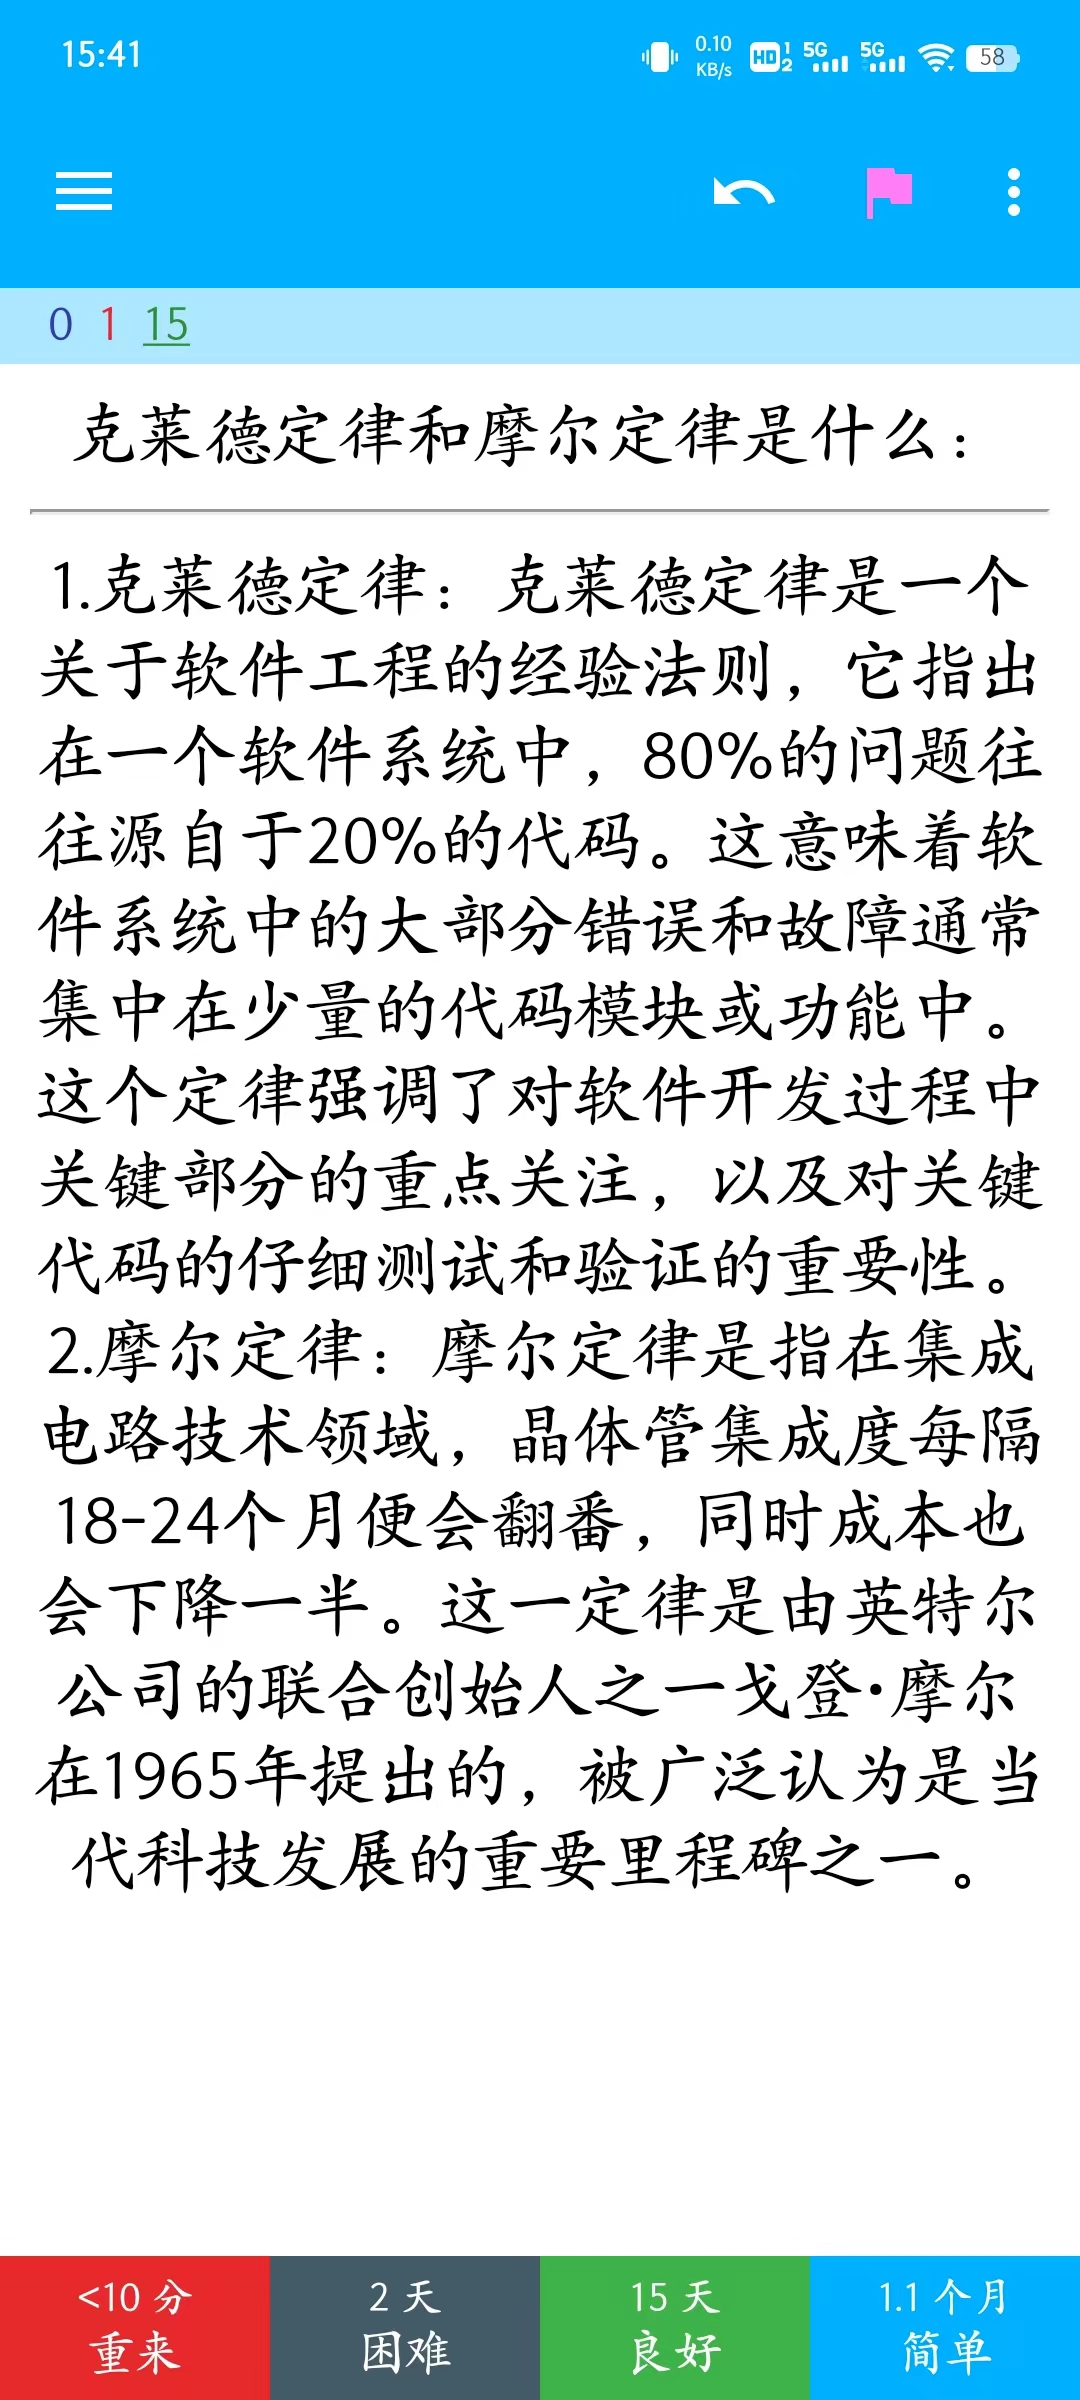 15:41
0.10
KB/s
HD 1 2
5G
5G
58
0 1 15
克莱德定律和摩尔定律是什么：
1.克莱德定律：克莱德定律是一个
关于软件工程的经验法则，它指出
在一个软件系统中，80%的问题往
往源自于20%的代码。这意味着软
件系统中的大部分错误和故障通常
集中在少量的代码模块或功能中。
这个定律强调了对软件开发过程中
关键部分的重点关注，以及对关键
代码的仔细测试和验证的重要性。
2.摩尔定律：摩尔定律是指在集成
电路技术领域，晶体管集成度每隔
18-24个月便会翻番，同时成本也
会下降一半。这一定律是由英特尔
公司的联合创始人之一戈登·摩尔
在1965年提出的，被广泛认为是当
代科技发展的重要里程碑之一。
<10 分
重来
2 天
困难
15 天
良好
1.1 个月
简单